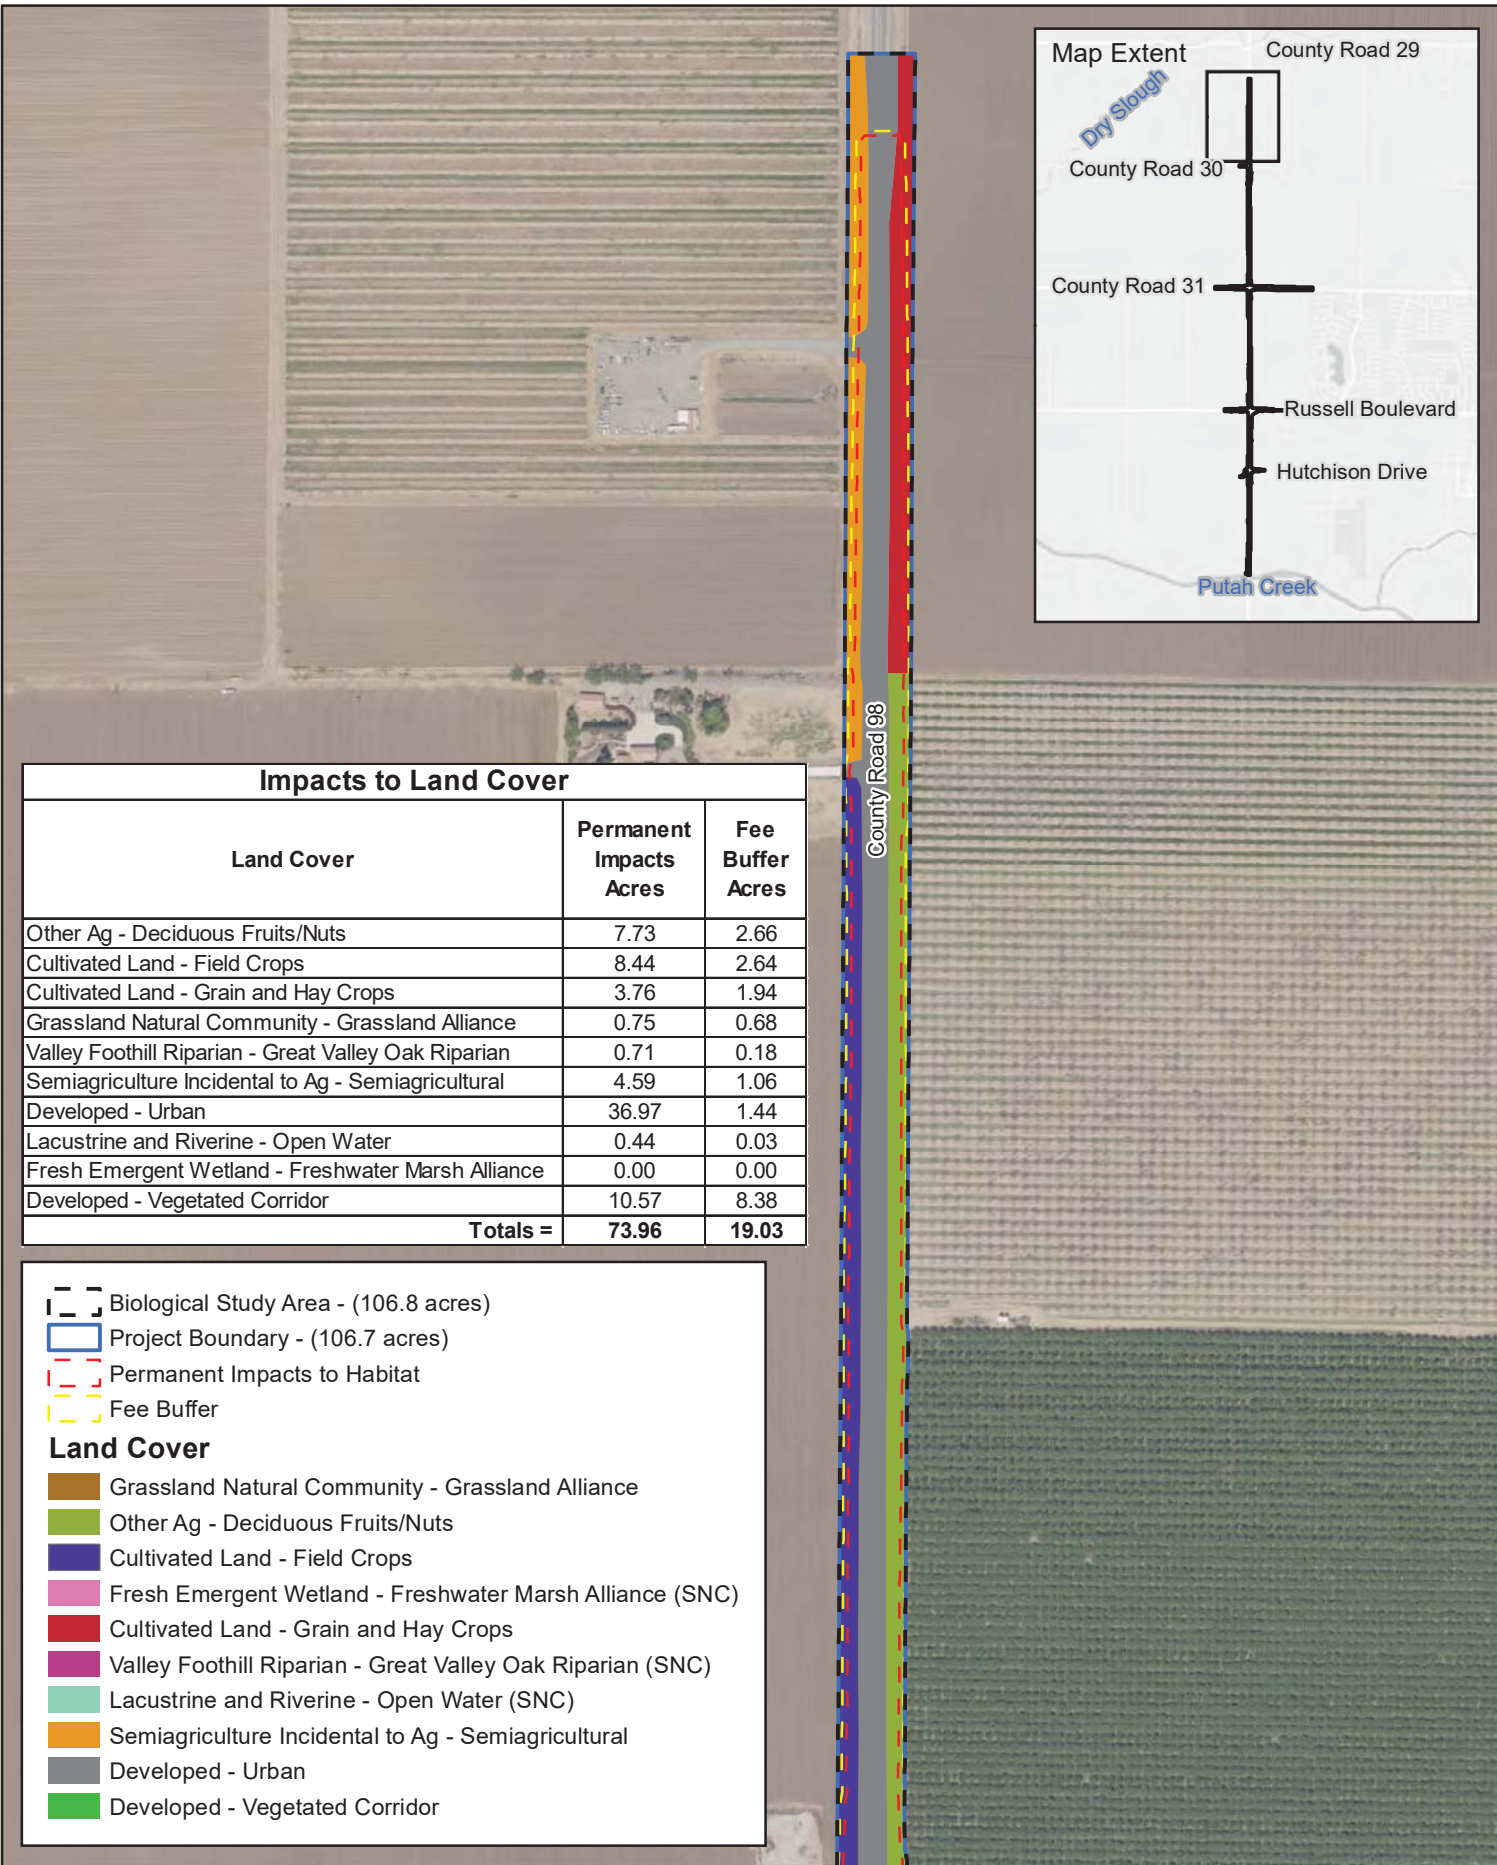 Map Extent
County Road 29
Dry Slough
County Road 30
County Road 31
Russell Boulevard
Hutchison Drive
Putah Creek
County Road 98
Impacts to Land Cover
Land Cover Permanent Impacts Acres Fee Buffer Acres
Other Ag - Deciduous Fruits/Nuts 7.73 2.66
Cultivated Land - Field Crops 8.44 2.64
Cultivated Land - Grain and Hay Crops 3.76 1.94
Grassland Natural Community - Grassland Alliance 0.75 0.68
Valley Foothill Riparian - Great Valley Oak Riparian 0.71 0.18
Semiagriculture Incidental to Ag - Semiagricultural 4.59 1.06
Developed - Urban 36.97 1.44
Lacustrine and Riverine - Open Water 0.44 0.03
Fresh Emergent Wetland - Freshwater Marsh Alliance 0.00 0.00
Developed - Vegetated Corridor 10.57 8.38
Totals = 73.96 19.03
Biological Study Area - (106.8 acres)
Project Boundary - (106.7 acres)
Permanent Impacts to Habitat
Fee Buffer
Land Cover
Grassland Natural Community - Grassland Alliance
Other Ag - Deciduous Fruits/Nuts
Cultivated Land - Field Crops
Fresh Emergent Wetland - Freshwater Marsh Alliance (SNC)
Cultivated Land - Grain and Hay Crops
Valley Foothill Riparian - Great Valley Oak Riparian (SNC)
Lacustrine and Riverine - Open Water (SNC)
Semiagriculture Incidental to Ag - Semiagricultural
Developed - Urban
Developed - Vegetated Corridor